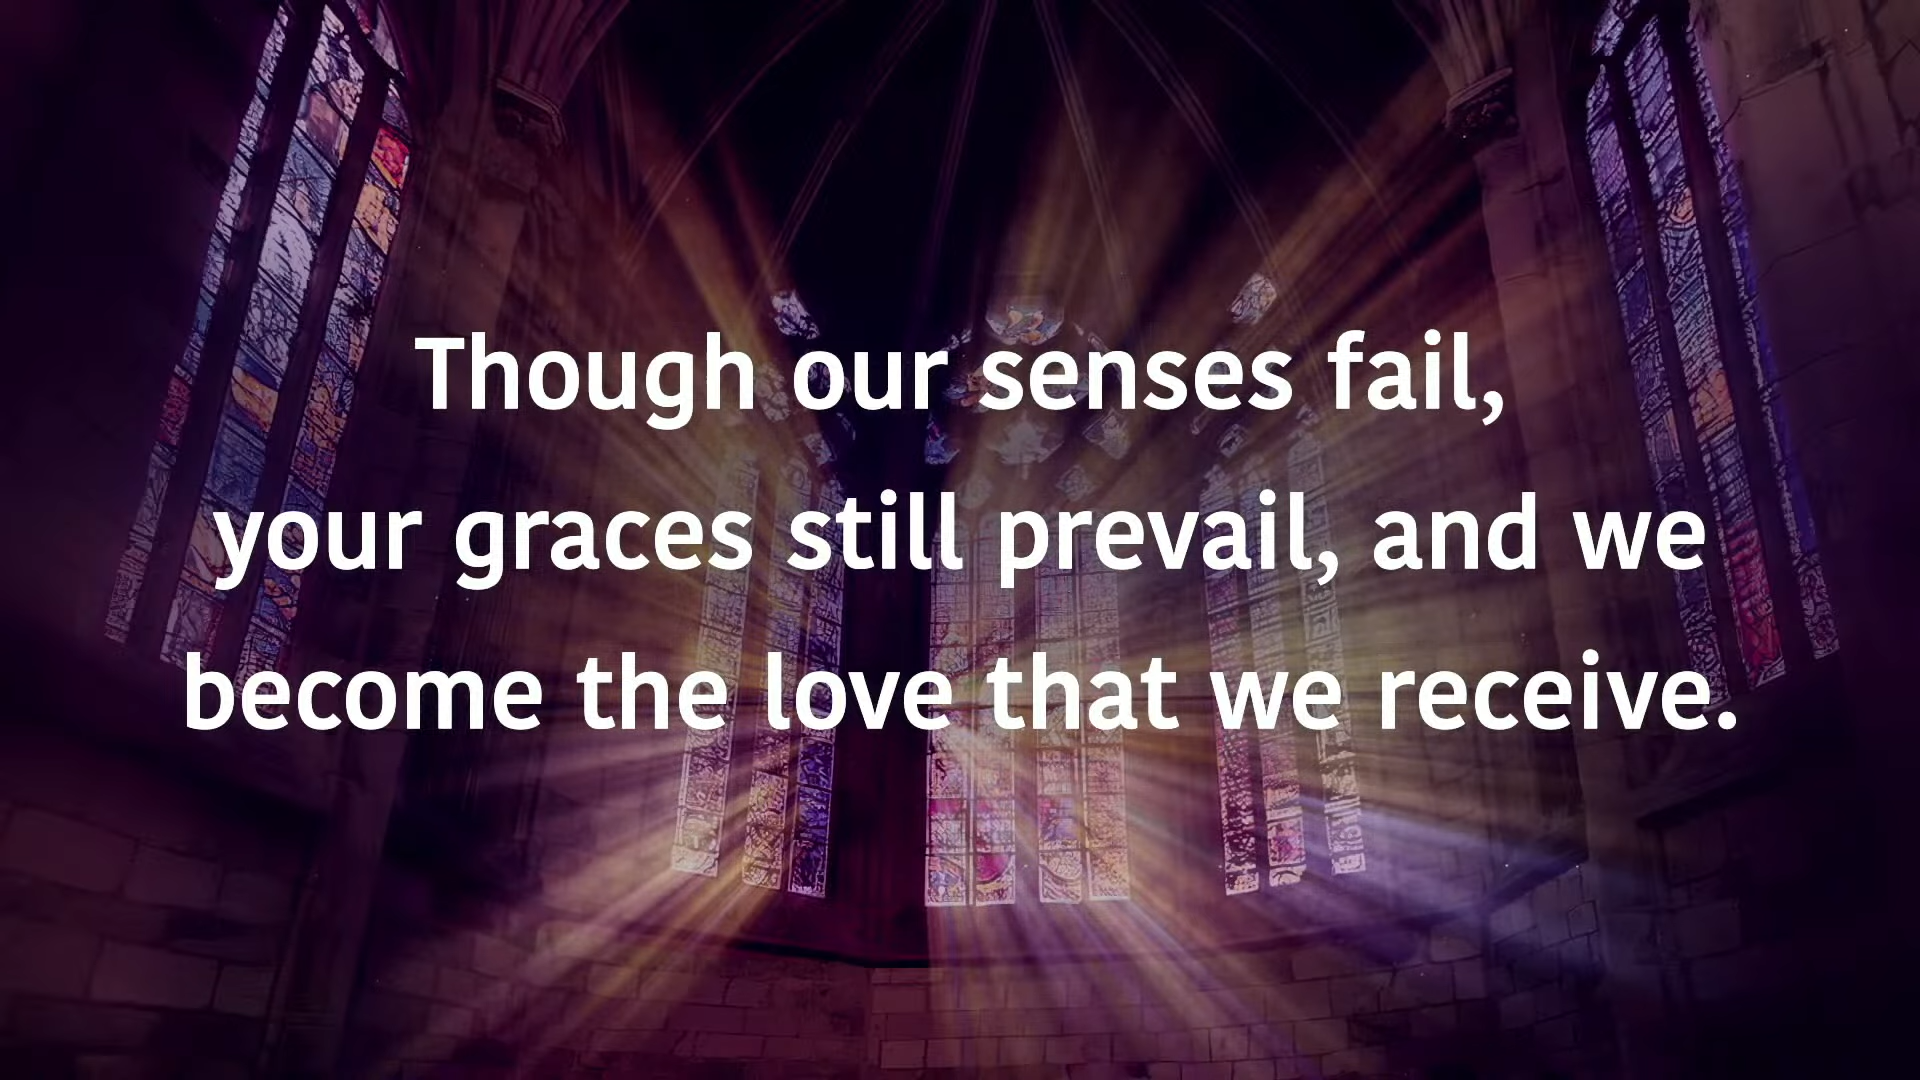 Though our senses fail,
your graces still prevail, and we
become the love that we receive.